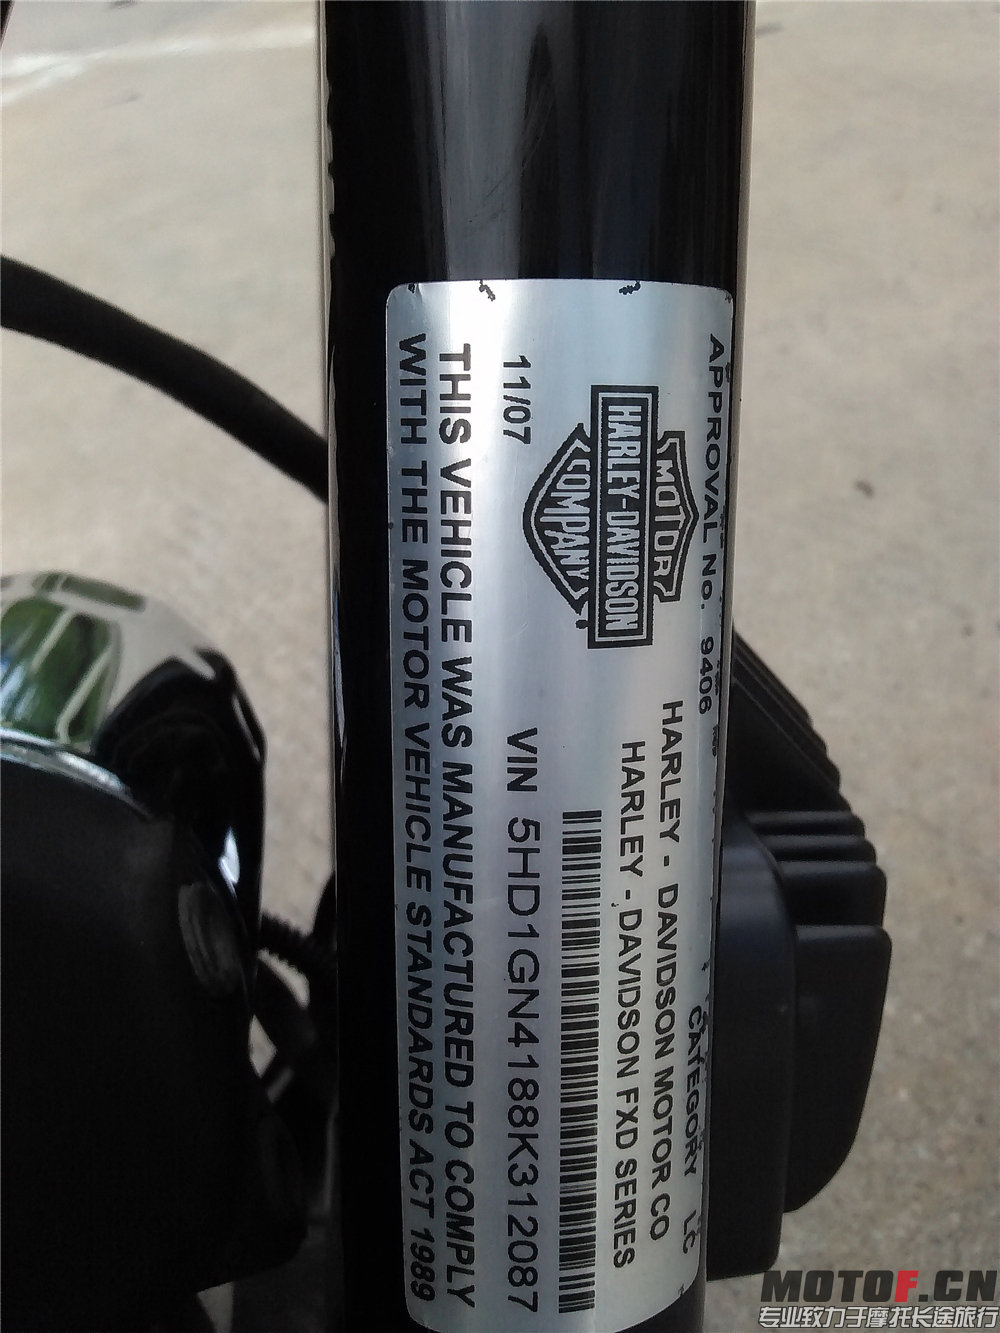 APPROVAL No. 9406
CATEGORY LC
MOTOR
HARLEY-DAVIDSON
COMPANY
HARLEY - DAVIDSON MOTOR CO
HARLEY - DAVIDSON FXD SERIES
11/07
VIN 5HD1GN4188K312087
THIS VEHICLE WAS MANUFACTURED TO COMPLY
WITH THE MOTOR VEHICLE STANDARDS ACT 1989
MOTOF.CN
专业致力于摩托长途旅行